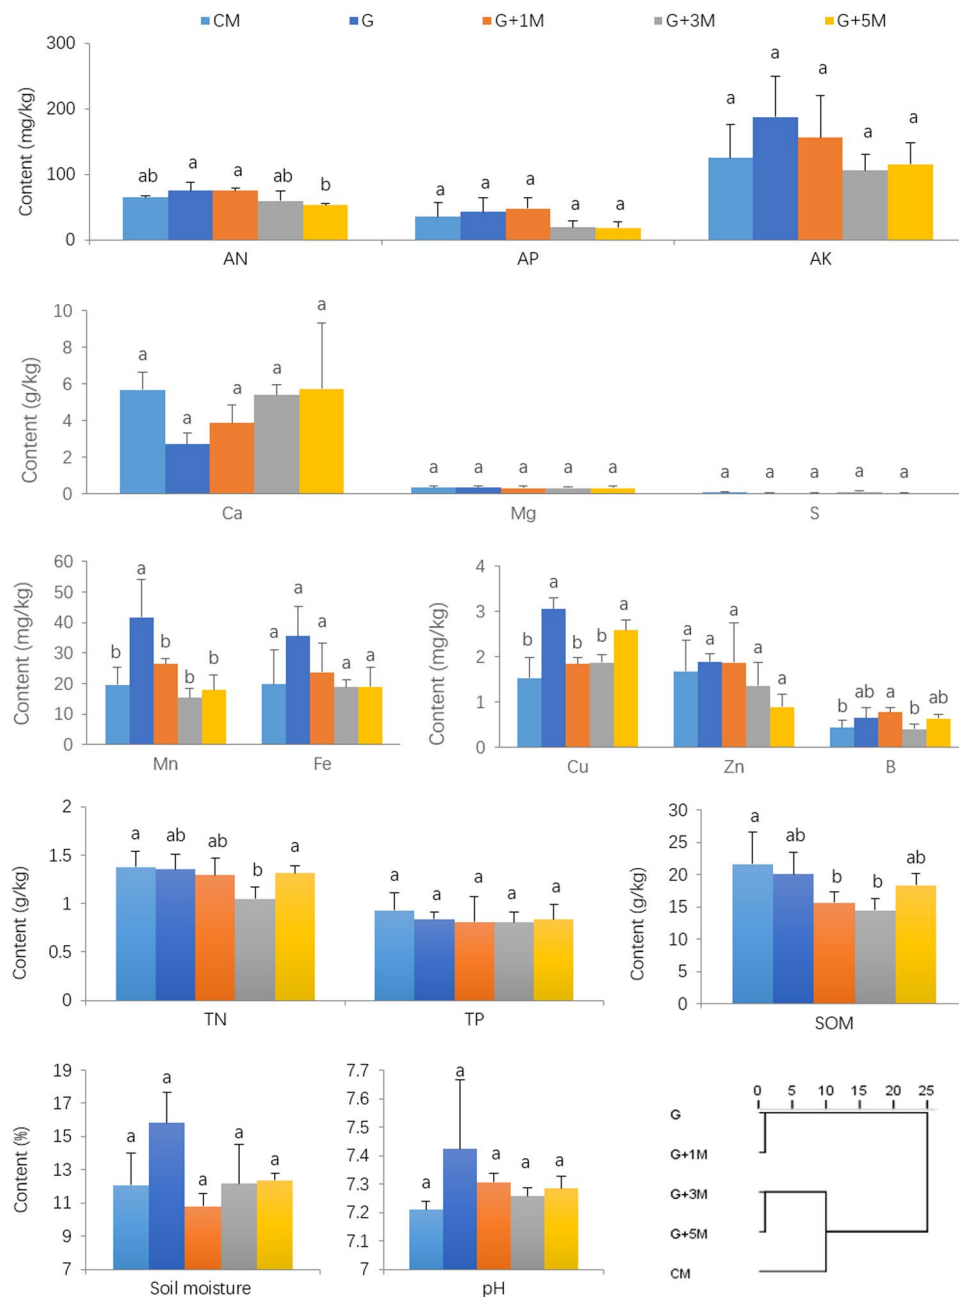 CM G G+1M G+3M G+5M
Content (mg/kg)
300
200
100
0
ab a a ab b
a a a a a
a a a a a
AN AP AK
Content (g/kg)
10
8
6
4
2
0
a a a a a
a a a a a
a a a a a
Ca Mg S
Content (mg/kg)
60
50
40
30
20
10
0
b a b b b
a a a a a
Mn Fe
Content (mg/kg)
4
3
2
1
0
b a b b a
a a a a a
b ab a b ab
Cu Zn B
Content (g/kg)
2
1.5
1
0.5
0
a ab ab b a
a a a a a
TN TP
Content (g/kg)
30
25
20
15
10
5
0
a ab b b ab
SOM
Content (%)
19
17
15
13
11
9
7
a a a a a
Soil moisture
7.7
7.6
7.5
7.4
7.3
7.2
7.1
7
a a a a a
pH
0 5 10 15 20 25
G
G+1M
G+3M
G+5M
CM